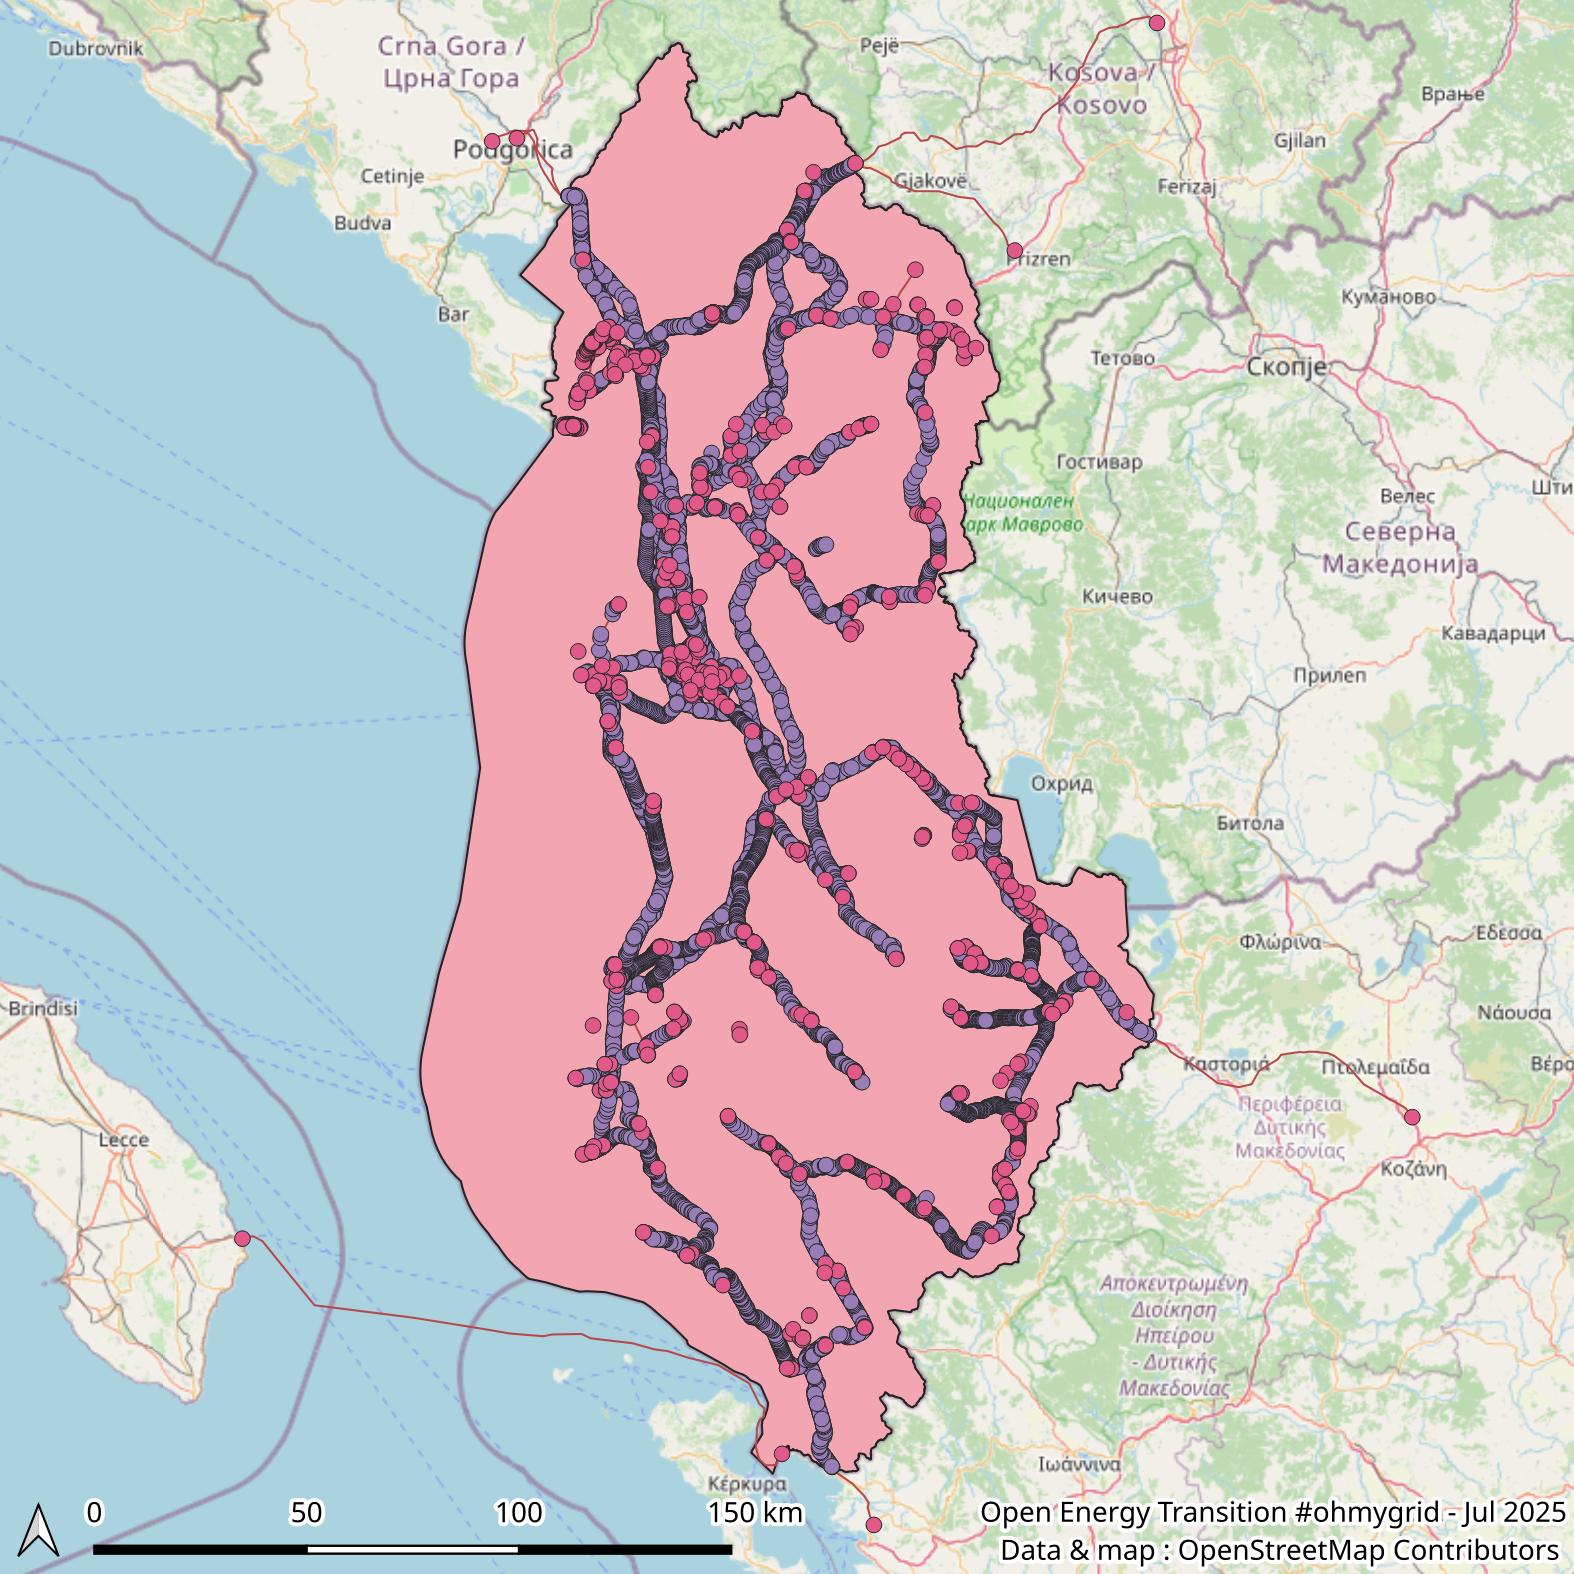 Dubrovnik
Crna Gora /
Црна Гора
Pejë
Kosova /
Kosovo
Врање
Podgorica
Gjilan
Cetinje
Gjakovë
Ferizaj
Budva
Prizren
Bar
Куманово
Тетово
Скопје
Гостивар
Национален
арк Маврово
Велес
Шти
Северна
Македонија
Кичево
Кавадарци
Прилеп
Охрид
Битола
Φλώρινα
Έδεσσα
Brindisi
Νάουσα
Καστοριά
Πτολεμαΐδα
Βέρο
Περιφέρεια
Δυτικής
Μακεδονίας
Lecce
Κοζάνη
Αποκεντρωμένη
Διοίκηση
Ηπείρου
- Δυτικής
Μακεδονίας
Ιωάννινα
Κέρκυρα
0 50 100 150 km
Open Energy Transition #ohmygrid - Jul 2025
Data & map : OpenStreetMap Contributors